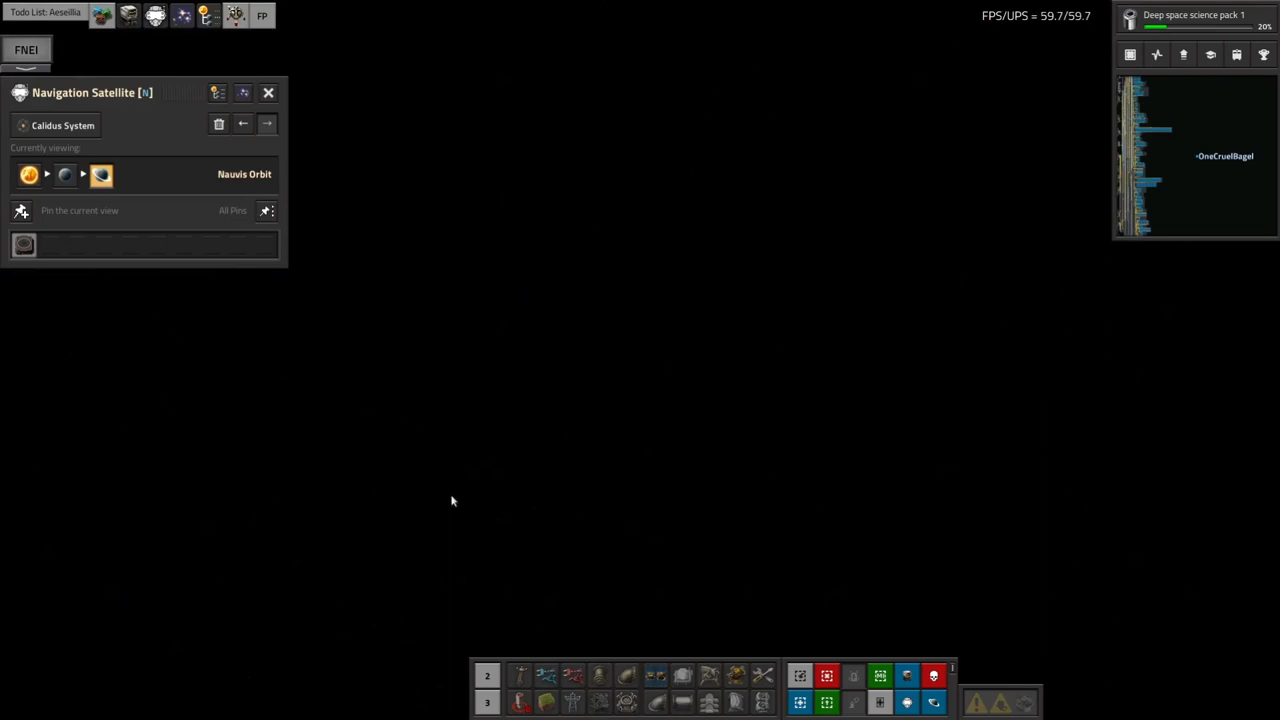 Todo List: Aeseillia
FP
FPS/UPS = 59.7/59.7
Deep space science pack 1
20%
FNEI
Navigation Satellite [N]
Calidus System
Currently viewing:
Nauvis Orbit
Pin the current view
All Pins
OneCruelBagel
2
3